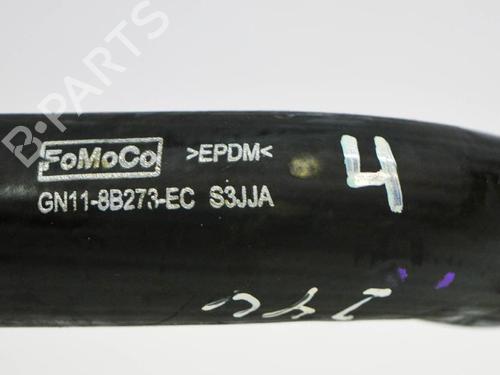 FoMoCo >EPDM<
GN11-8B273-EC S3JJA
4
B-PARTS